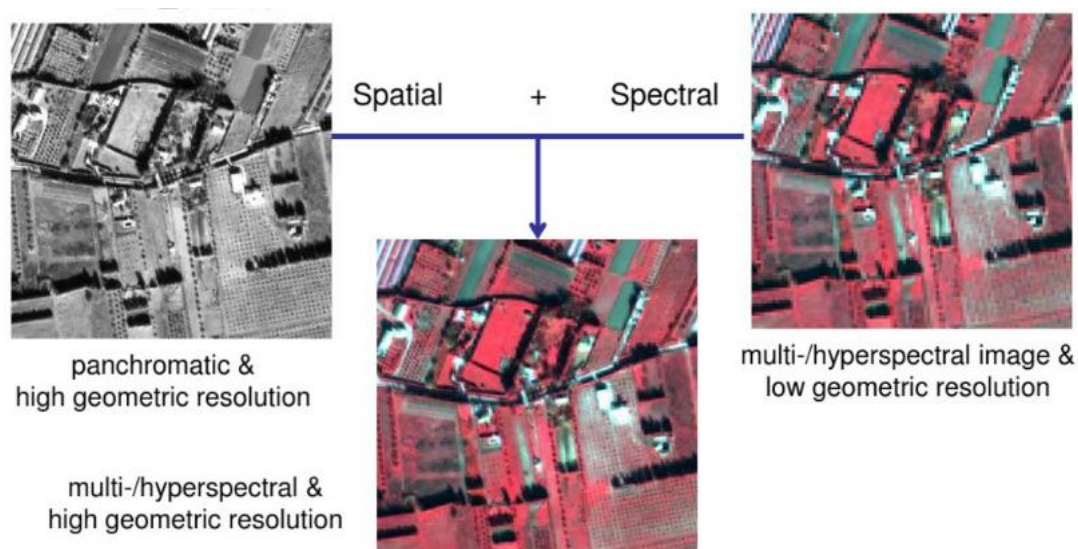 Spatial + Spectral
panchromatic &
high geometric resolution
multi-/hyperspectral image &
low geometric resolution
multi-/hyperspectral &
high geometric resolution